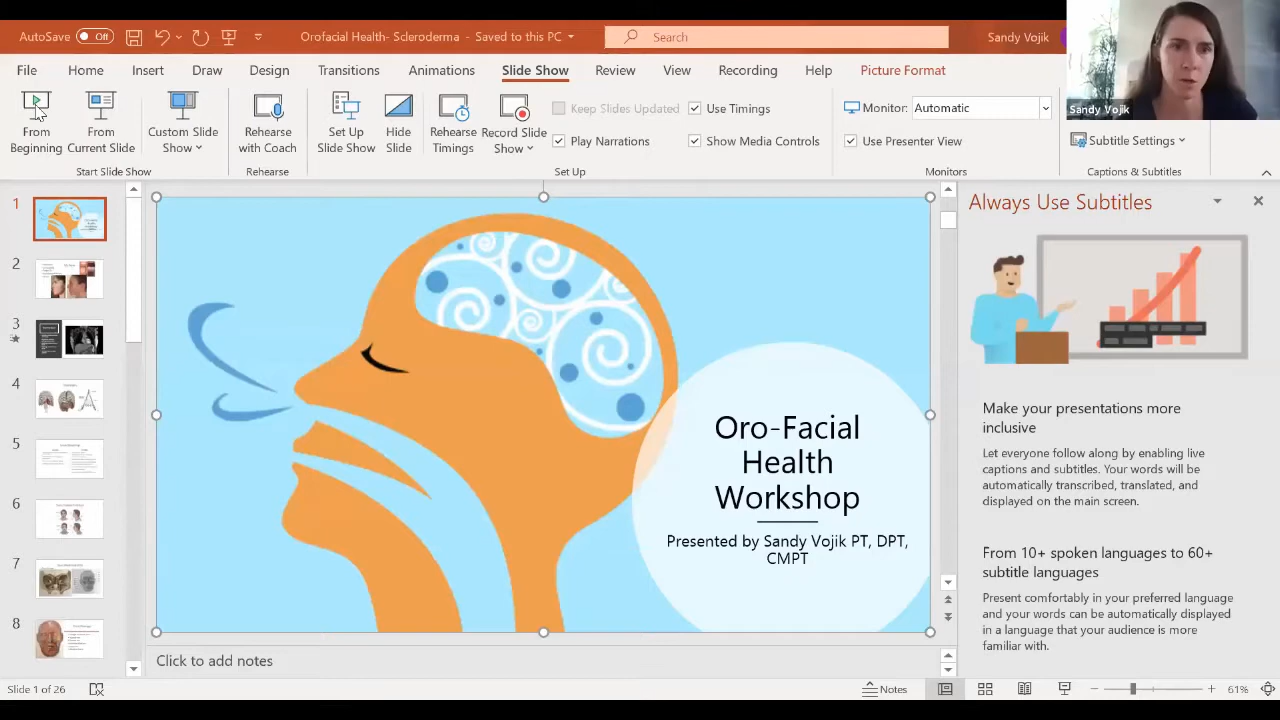 AutoSave Off
Orofacial Health- Scleroderma - Saved to this PC
Search
Sandy Vojik
Sandy Vojik
File Home Insert Draw Design Transitions Animations Slide Show Review View Recording Help Picture Format
From Beginning
From Current Slide
Custom Slide Show
Start Slide Show
Rehearse with Coach
Rehearse
Set Up Slide Show
Hide Slide
Rehearse Timings
Record Slide Show
Keep Slides Updated
Play Narrations
Use Timings
Show Media Controls
Set Up
Monitor: Automatic
Use Presenter View
Monitors
Subtitle Settings
Captions & Subtitles
1
2
3
4
5
6
7
8
Oro-Facial
Health
Workshop
Presented by Sandy Vojik PT, DPT,
CMPT
Always Use Subtitles
Make your presentations more
inclusive
Let everyone follow along by enabling live
captions and subtitles. Your words will be
automatically transcribed, translated, and
displayed on the main screen.
From 10+ spoken languages to 60+
subtitle languages
Present comfortably in your preferred language
and your words can be automatically displayed
in a language that your audience is more
familiar with.
Click to add notes
Slide 1 of 26
Notes
61%